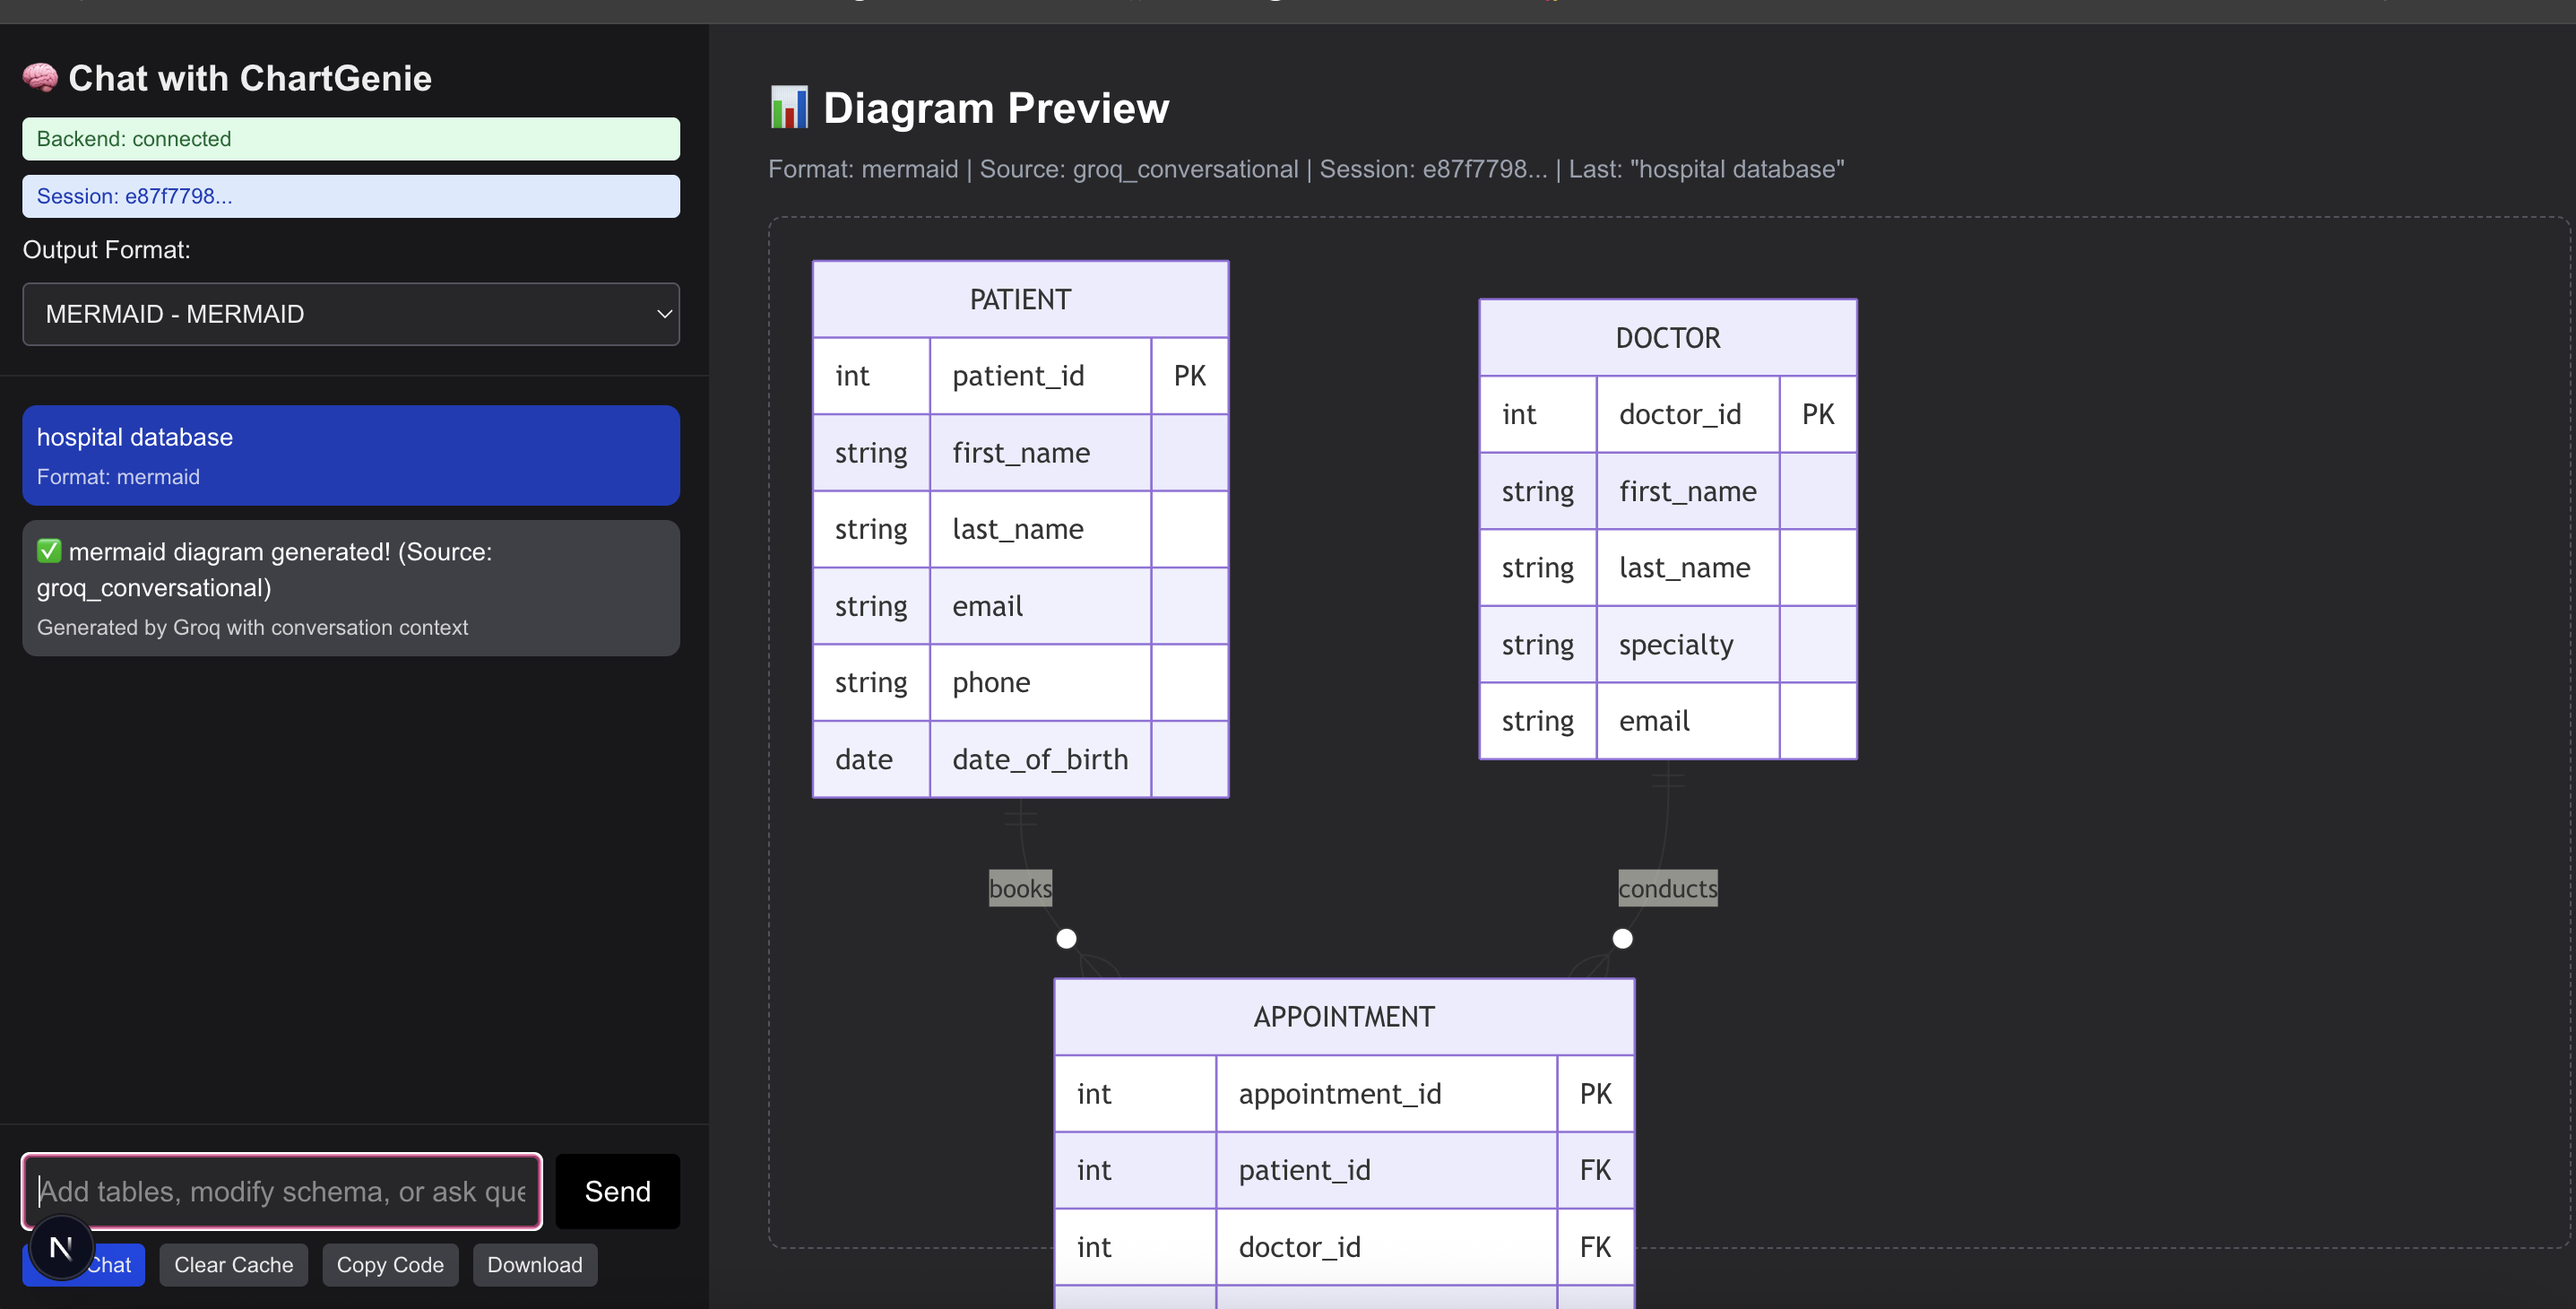 🧠 Chat with ChartGenie
Backend: connected
Session: e87f7798...
Output Format:
MERMAID - MERMAID
hospital database
Format: mermaid
✅ mermaid diagram generated! (Source:
groq_conversational)
Generated by Groq with conversation context
Add tables, modify schema, or ask que
Send
N
Chat
Clear Cache
Copy Code
Download
📊 Diagram Preview
Format: mermaid | Source: groq_conversational | Session: e87f7798... | Last: "hospital database"
PATIENT
int patient_id PK
string first_name
string last_name
string email
string phone
date date_of_birth
DOCTOR
int doctor_id PK
string first_name
string last_name
string specialty
string email
books
conducts
APPOINTMENT
int appointment_id PK
int patient_id FK
int doctor_id FK